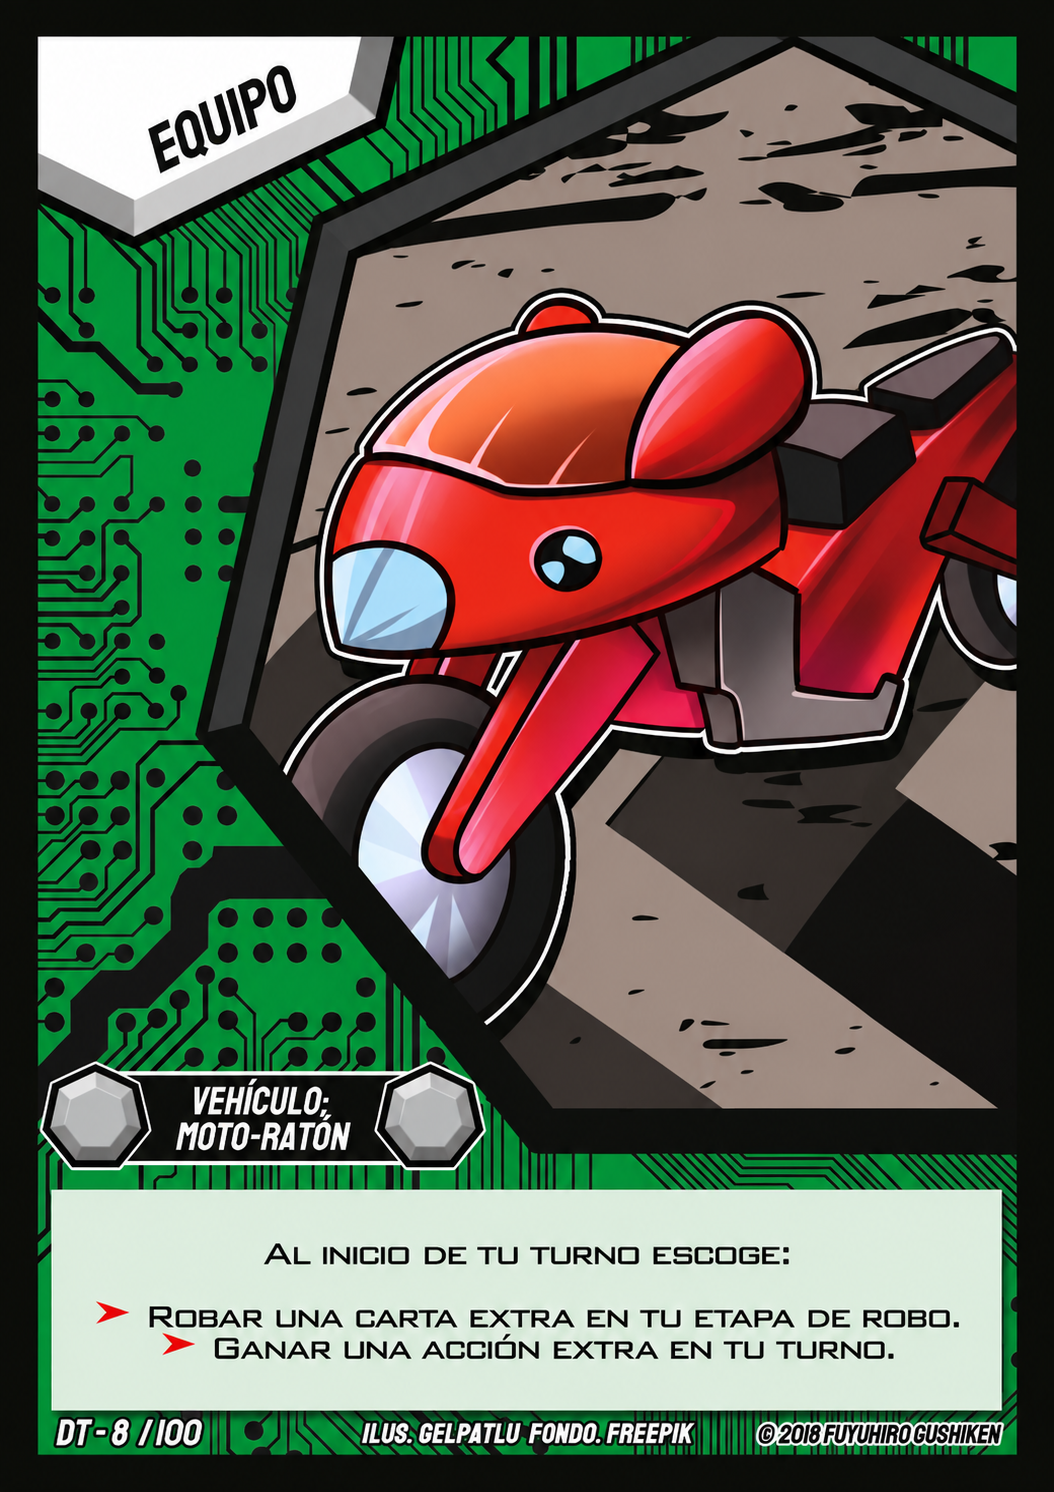 EQUIPO
VEHÍCULO;
MOTO-RATÓN
AL INICIO DE TU TURNO ESCOGE:
➤ ROBAR UNA CARTA EXTRA EN TU ETAPA DE ROBO.
➤ GANAR UNA ACCIÓN EXTRA EN TU TURNO.
DT-8 /100
ILUS. GELPATLU FONDO. FREEPIK
©2018 FUYUHIRO GUSHIKEN